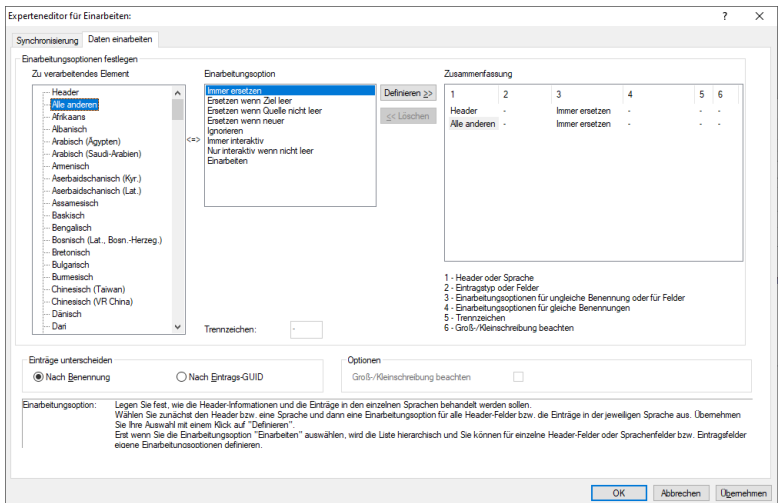 Experteneditor für Einarbeiten:
Synchronisierung Daten einarbeiten
Einarbeitungsoptionen festlegen
Zu verarbeitendes Element
Header
Alle anderen
Afrikaans
Albanisch
Arabisch (Ägypten)
Arabisch (Saudi-Arabien)
Armenisch
Aserbaidschanisch (Kyr.)
Aserbaidschanisch (Lat.)
Assamesisch
Baskisch
Bengalisch
Bosnisch (Lat., Bosn.-Herzeg.)
Bretonisch
Bulgarisch
Burmesisch
Chinesisch (Taiwan)
Chinesisch (VR China)
Dänisch
Dari
<=>
Einarbeitungsoption
Immer ersetzen
Ersetzen wenn Ziel leer
Ersetzen wenn Quelle nicht leer
Ersetzen wenn neuer
Ignorieren
Immer interaktiv
Nur interaktiv wenn nicht leer
Einarbeiten
Trennzeichen: -
Definieren >>
<< Löschen
Zusammenfassung
1 2 3 4 5 6
Header - Immer ersetzen - - -
Alle anderen - Immer ersetzen - - -
1 - Header oder Sprache
2 - Eintragstyp oder Felder
3 - Einarbeitungsoptionen für ungleiche Benennung oder für Felder
4 - Einarbeitungsoptionen für gleiche Benennungen
5 - Trennzeichen
6 - Groß-/Kleinschreibung beachten
Einträge unterscheiden
Nach Benennung Nach Eintrags-GUID
Optionen
Groß-/Kleinschreibung beachten
Einarbeitungsoption: Legen Sie fest, wie die Header-Informationen und die Einträge in den einzelnen Sprachen behandelt werden sollen.
Wählen Sie zunächst den Header bzw. eine Sprache und dann eine Einarbeitungsoption für alle Header-Felder bzw. die Einträge in der jeweiligen Sprache aus. Übernehmen
Sie Ihre Auswahl mit einem Klick auf "Definieren".
Erst wenn Sie die Einarbeitungsoption "Einarbeiten" auswählen, wird die Liste hierarchisch und Sie können für einzelne Header-Felder oder Sprachenfelder bzw. Eintragsfelder
eigene Einarbeitungsoptionen definieren.
OK Abbrechen Übernehmen